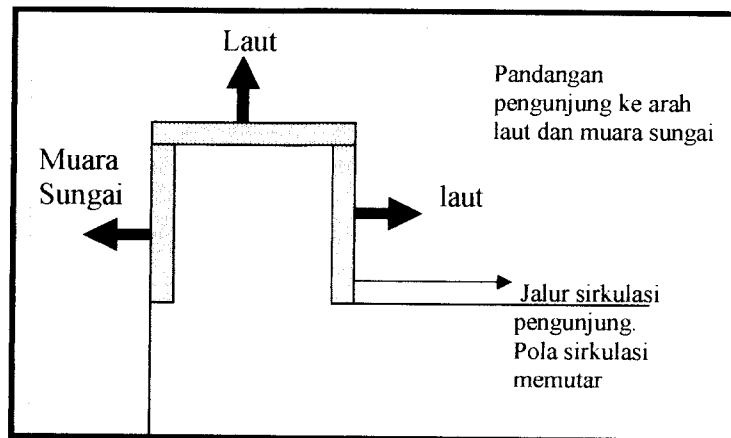 Laut
Pandangan
pengunjung ke arah
laut dan muara sungai
Muara
Sungai
laut
Jalur sirkulasi
pengunjung.
Pola sirkulasi
memutar